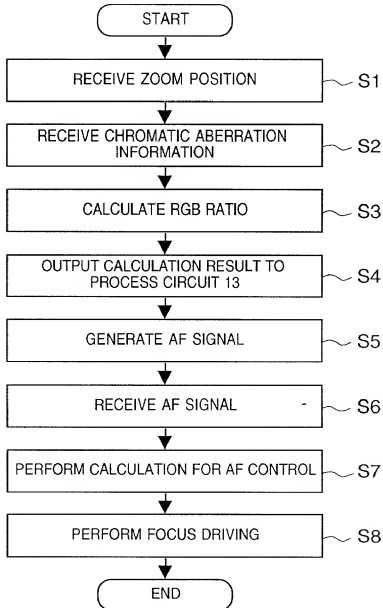 START
RECEIVE ZOOM POSITION
S1
RECEIVE CHROMATIC ABERRATION
INFORMATION
S2
CALCULATE RGB RATIO
S3
OUTPUT CALCULATION RESULT TO
PROCESS CIRCUIT 13
S4
GENERATE AF SIGNAL
S5
RECEIVE AF SIGNAL
S6
PERFORM CALCULATION FOR AF CONTROL
S7
PERFORM FOCUS DRIVING
S8
END